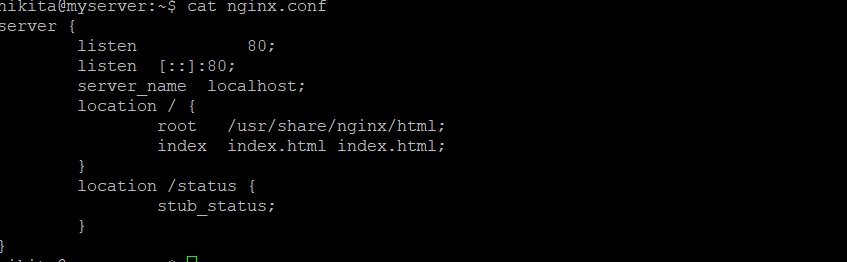 nikita@myserver:~$ cat nginx.conf
server {
        listen           80;
        listen  [::]:80;
        server_name  localhost;
        location / {
                root   /usr/share/nginx/html;
                index  index.html index.html;
        }
        location /status {
                stub_status;
        }
}